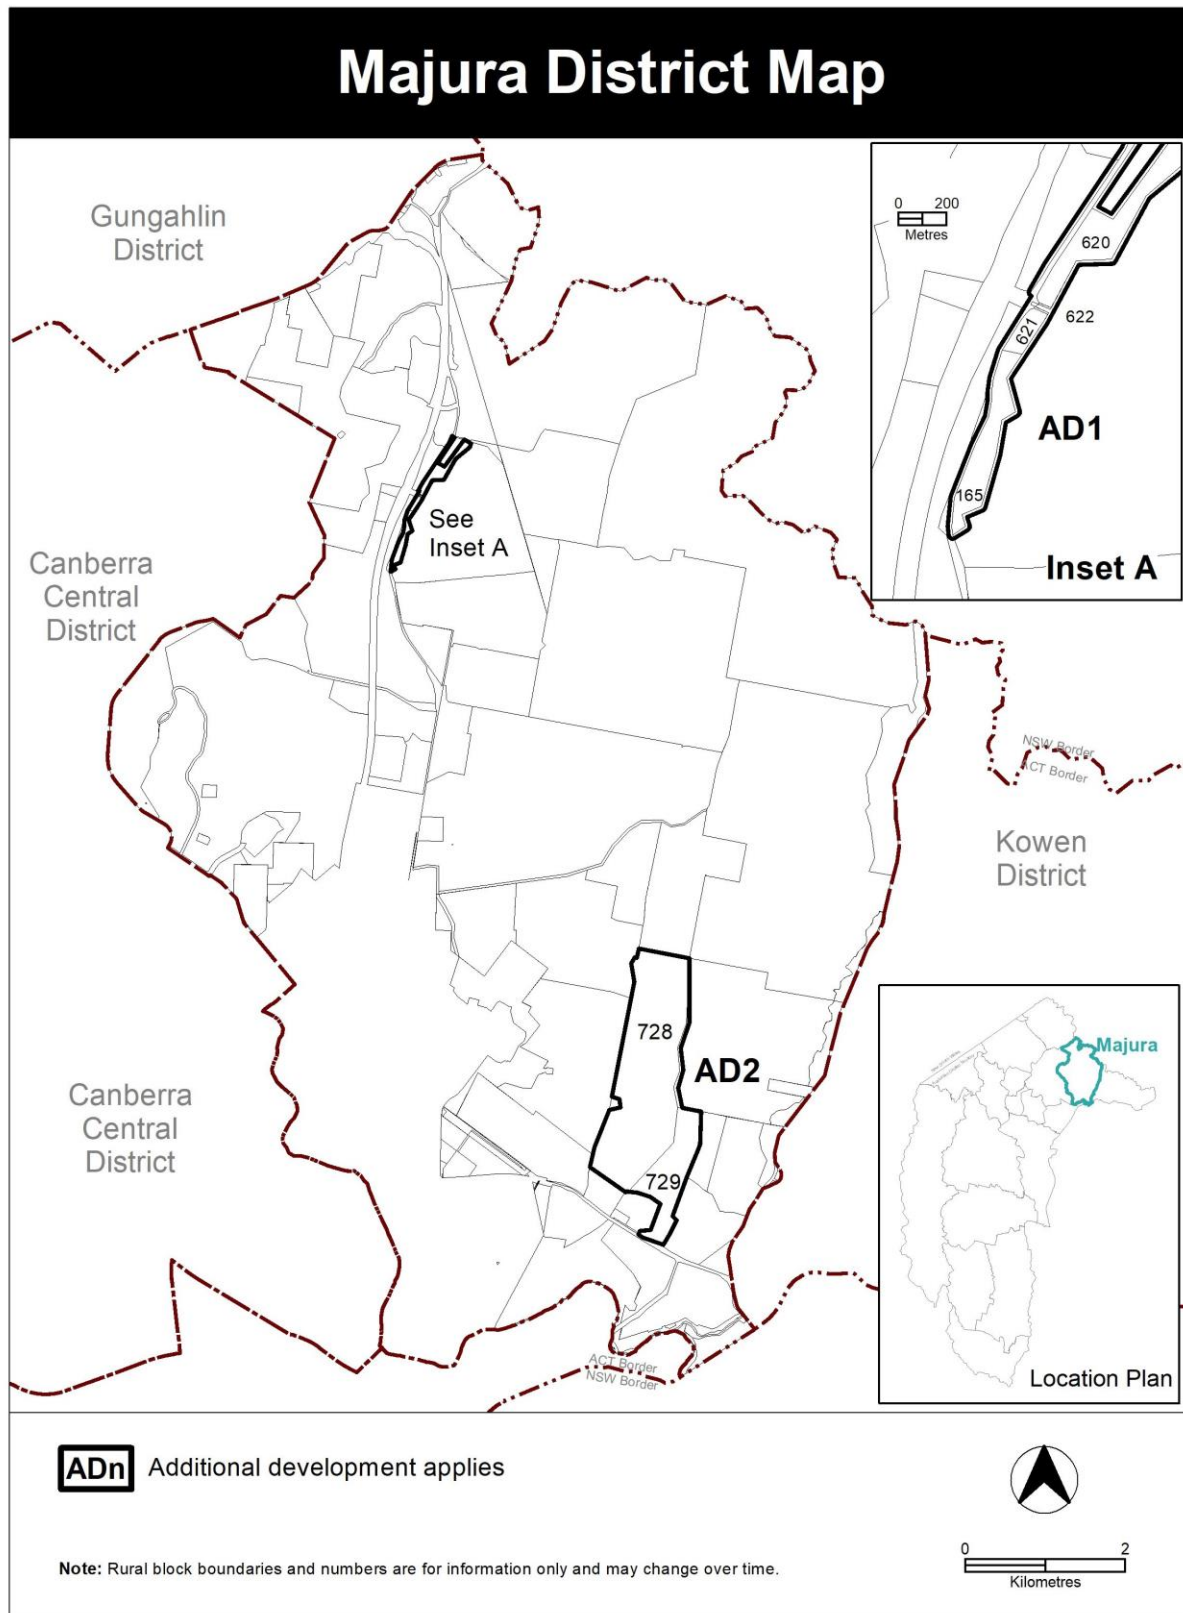 Majura District Map
Gungahlin
District
0 200
Metres
620
622
621
AD1
165
Inset A
See
Inset A
Canberra
Central
District
NSW Border
ACT Border
Kowen
District
728
AD2
729
Canberra
Central
District
Majura
Location Plan
ACT Border
NSW Border
ADn Additional development applies
0 2
Kilometres
Note: Rural block boundaries and numbers are for information only and may change over time.